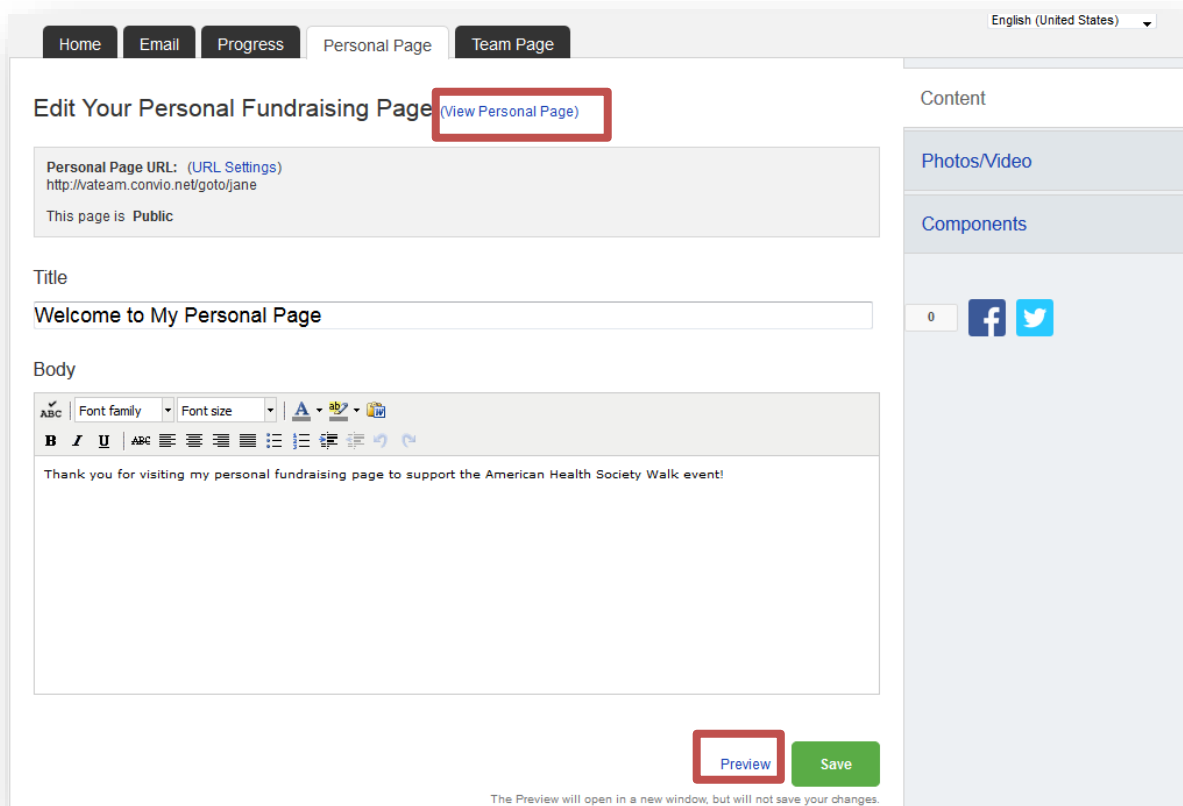 English (United States)
Home Email Progress Personal Page Team Page
Edit Your Personal Fundraising Page (View Personal Page)
Content
Personal Page URL: (URL Settings)
http://vateam.convio.net/goto/jane
This page is Public
Photos/Video
Components
Title
Welcome to My Personal Page
0
Body
ABC Font family Font size A ab W
B I U ABC
Thank you for visiting my personal fundraising page to support the American Health Society Walk event!
Preview Save
The Preview will open in a new window, but will not save your changes.